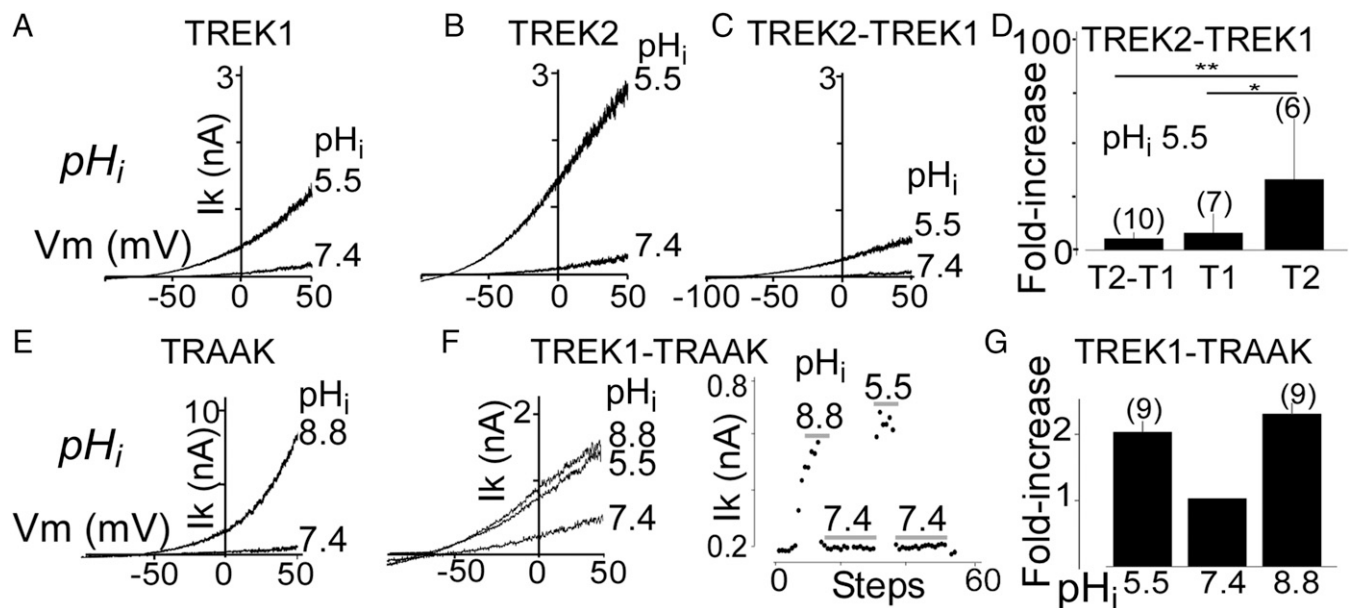 A
TREK1
3
Ik (nA)
pHi
5.5
7.4
pHi
Vm (mV)
-50
0
50
B
TREK2
3
pHi
5.5
7.4
-50
0
50
C
TREK2-TREK1
3
pHi
5.5
7.4
-100
-50
0
50
D
TREK2-TREK1
100
Fold-increase
0
**
*
pHi 5.5
(10)
(7)
(6)
T2-T1
T1
T2
E
TRAAK
10
Ik (nA)
pHi
8.8
7.4
pHi
Vm (mV)
-50
0
50
F
TREK1-TRAAK
2
Ik (nA)
pHi
8.8
5.5
7.4
-50
0
50
0.8
Ik (nA)
0.2
pHi
8.8
5.5
7.4
7.4
0
Steps
60
G
TREK1-TRAAK
Fold-increase
2
1
(9)
(9)
pHi
5.5
7.4
8.8